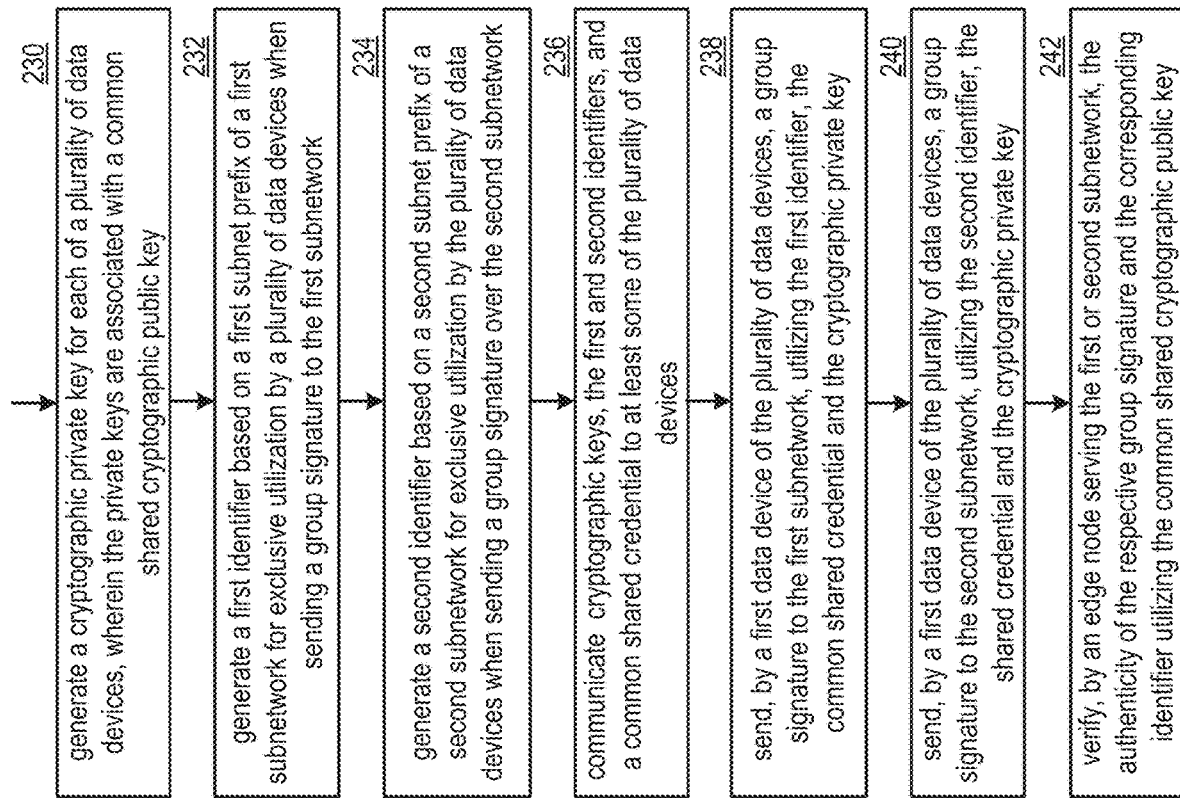 230
generate a cryptographic private key for each of a plurality of data
devices, wherein the private keys are associated with a common
shared cryptographic public key
232
generate a first identifier based on a first subnet prefix of a first
subnetwork for exclusive utilization by a plurality of data devices when
sending a group signature to the first subnetwork
234
generate a second identifier based on a second subnet prefix of a
second subnetwork for exclusive utilization by the plurality of data
devices when sending a group signature over the second subnetwork
236
communicate cryptographic keys, the first and second identifiers, and
a common shared credential to at least some of the plurality of data
devices
238
send, by a first data device of the plurality of data devices, a group
signature to the first subnetwork, utilizing the first identifier, the
common shared credential and the cryptographic private key
240
send, by a first data device of the plurality of data devices, a group
signature to the second subnetwork, utilizing the second identifier, the
shared credential and the cryptographic private key
242
verify, by an edge node serving the first or second subnetwork, the
authenticity of the respective group signature and the corresponding
identifier utilizing the common shared cryptographic public key